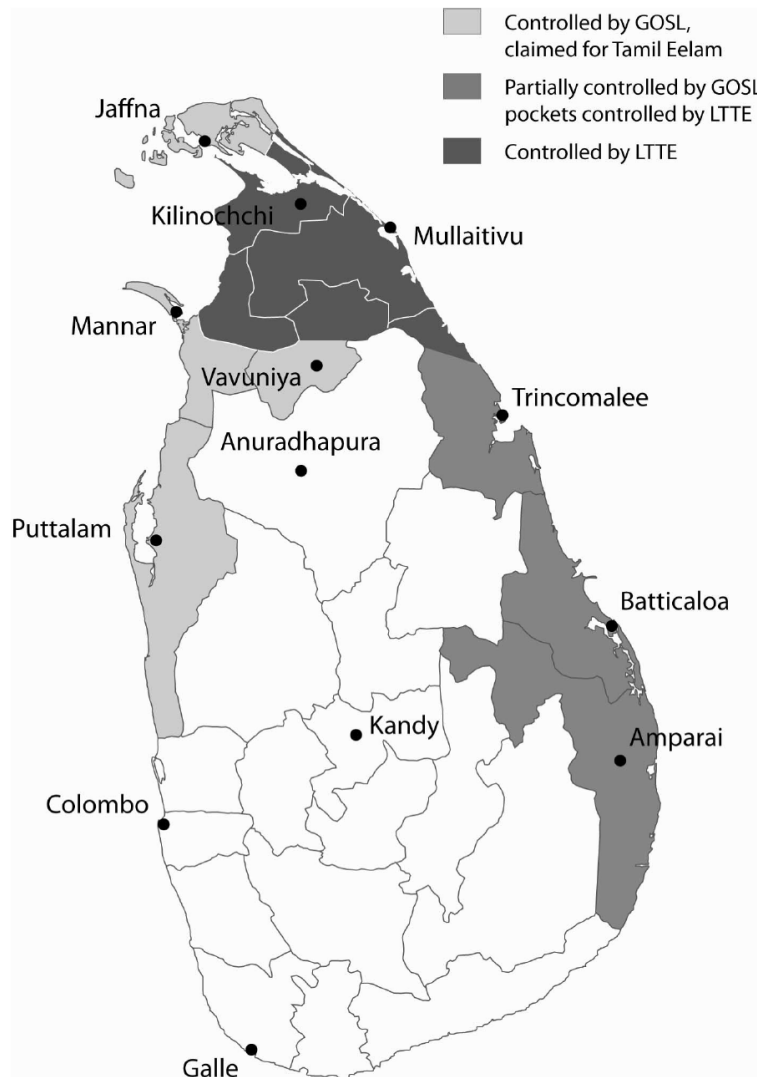 Controlled by GOSL,
claimed for Tamil Eelam
Partially controlled by GOSL
pockets controlled by LTTE
Controlled by LTTE
Jaffna
Kilinochchi
Mullaitivu
Mannar
Vavuniya
Trincomalee
Anuradhapura
Puttalam
Batticaloa
Kandy
Amparai
Colombo
Galle